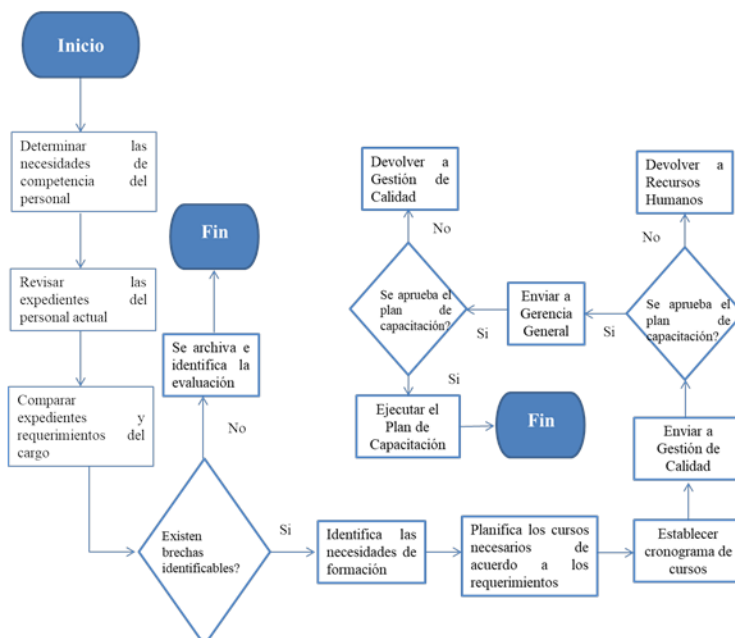 Inicio
Determinar las
necesidades de
competencia del
personal
Revisar los
expedientes del
personal actual
Comparar
expedientes y
requerimientos del
cargo
Fin
Se archiva e
identifica la
evaluación
No
Existen
brechas
identificables?
Si
Identifica las
necesidades de
formación
Planifica los cursos
necesarios de
acuerdo a los
requerimientos
Establecer
cronograma de
cursos
Enviar a
Gestión de
Calidad
Se aprueba el
plan de
capacitación?
No
Devolver a
Recursos
Humanos
Si
Enviar a
Gerencia
General
Si
Se aprueba el
plan de
capacitación?
No
Devolver a
Gestión de
Calidad
Si
Ejecutar el
Plan de
Capacitación
Fin